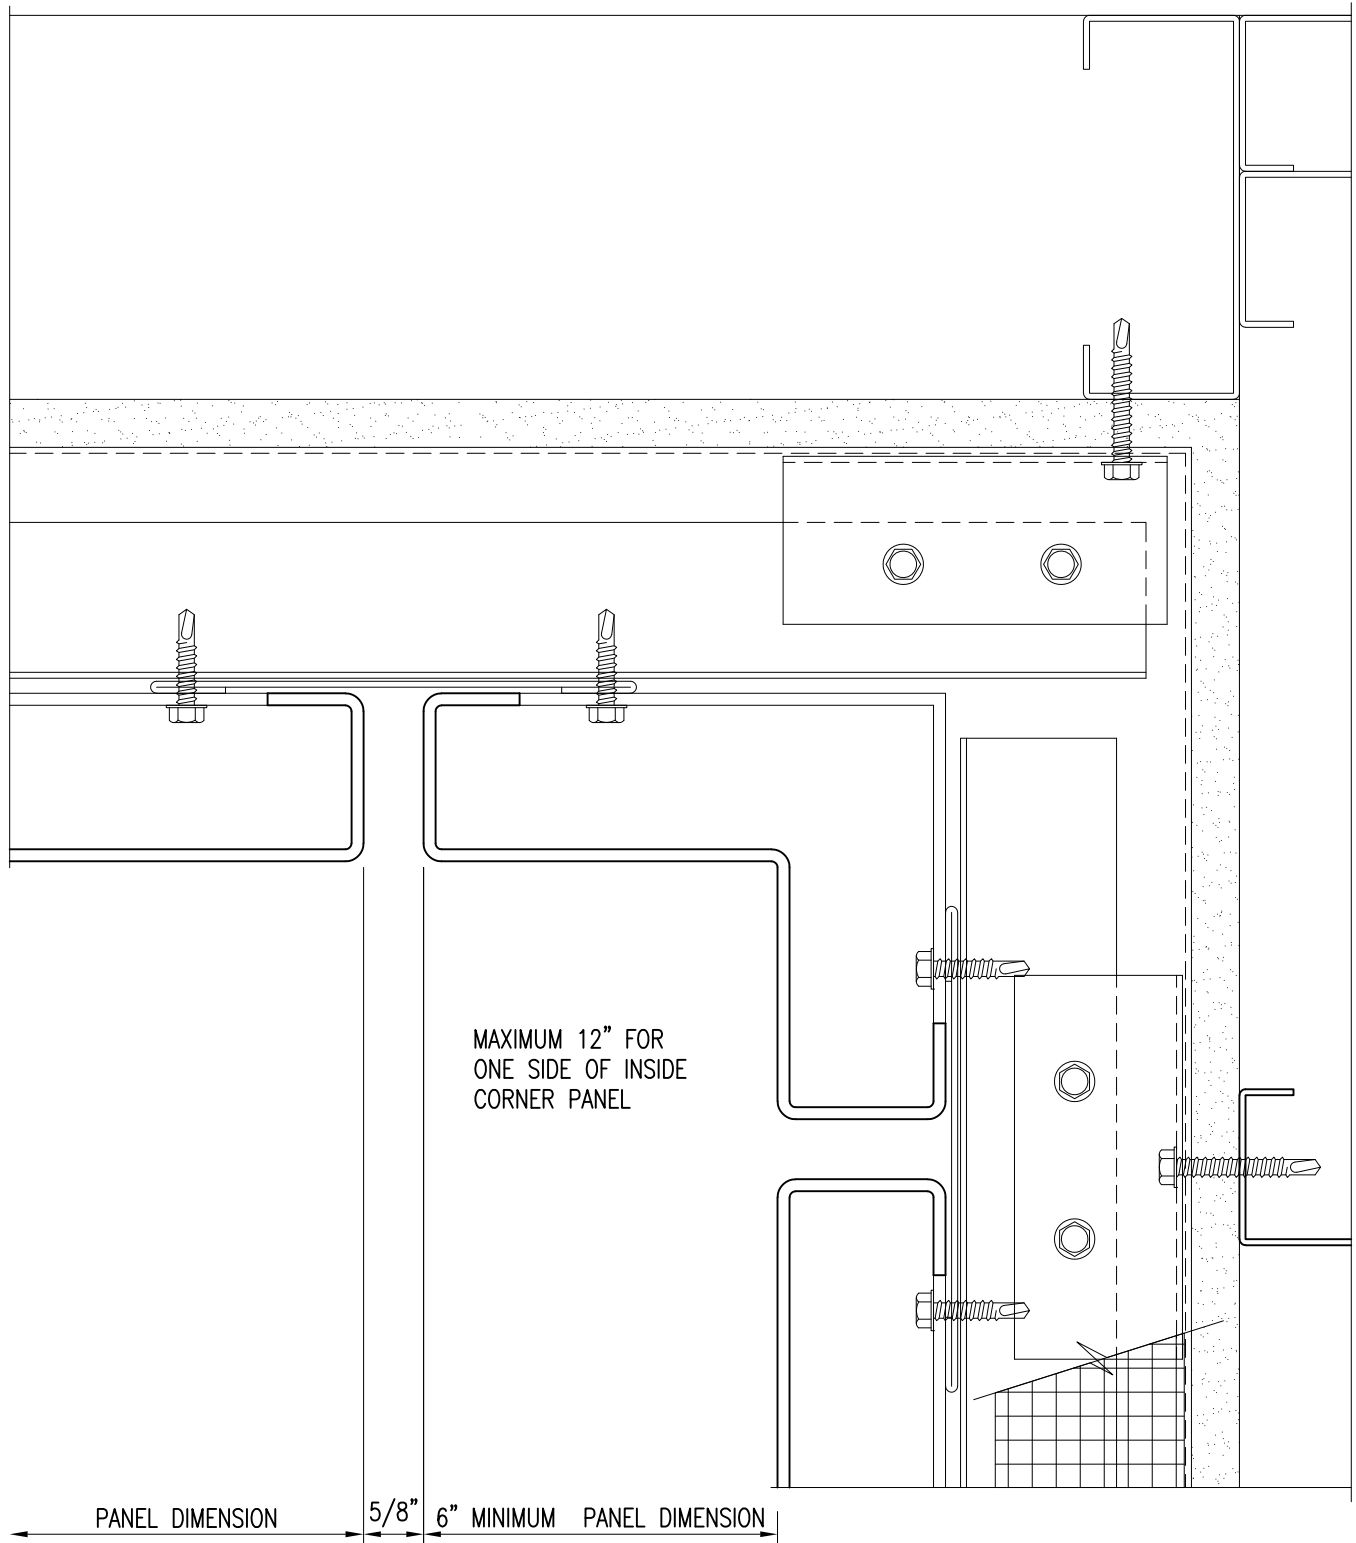 MAXIMUM 12" FOR
ONE SIDE OF INSIDE
CORNER PANEL
PANEL DIMENSION
5/8"
6" MINIMUM PANEL DIMENSION